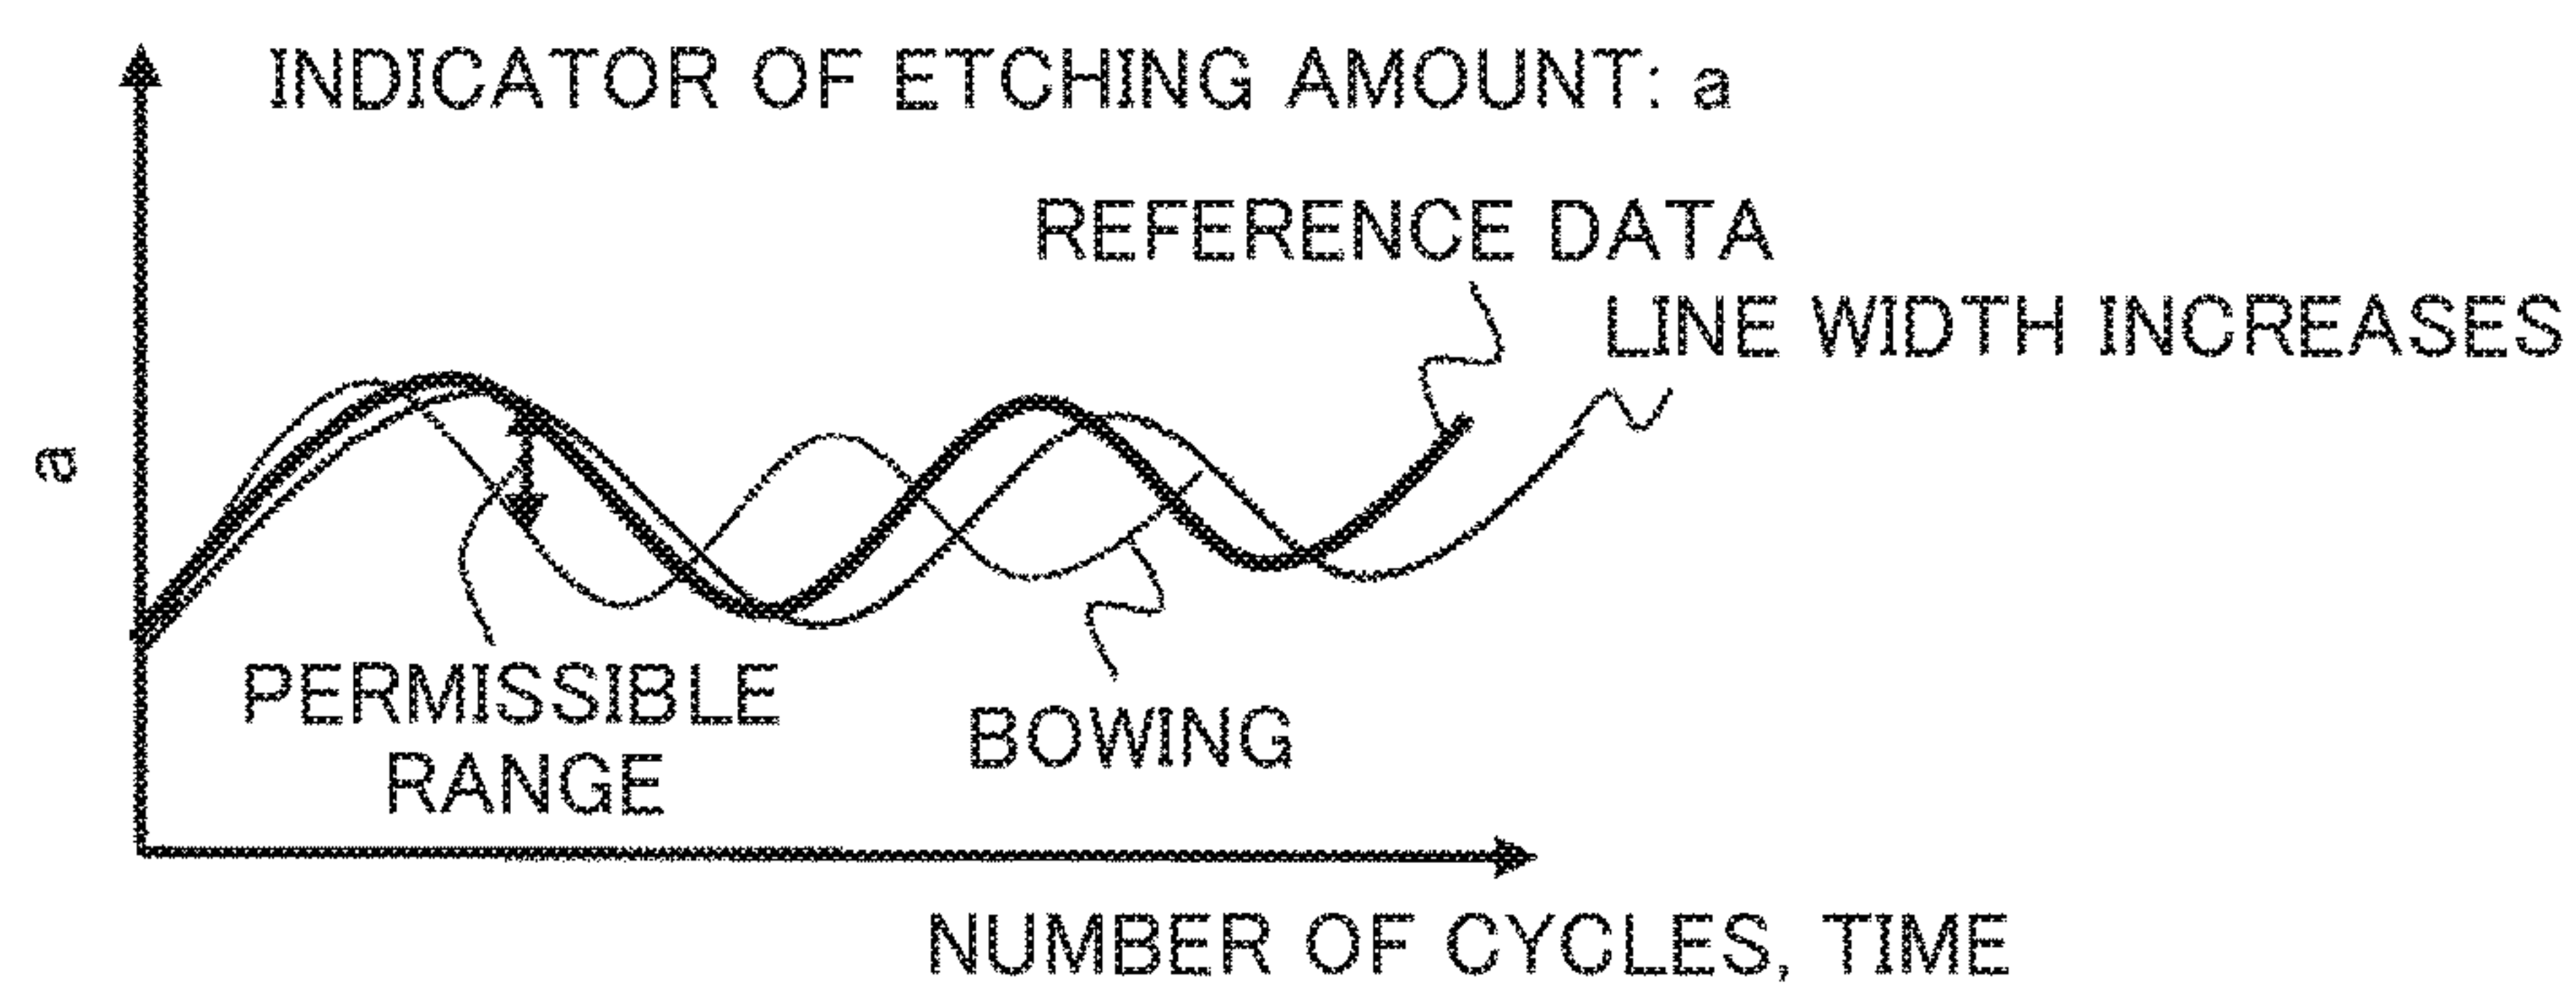 INDICATOR OF ETCHING AMOUNT: a
REFERENCE DATA
LINE WIDTH INCREASES
a
PERMISSIBLE
RANGE
BOWING
NUMBER OF CYCLES, TIME